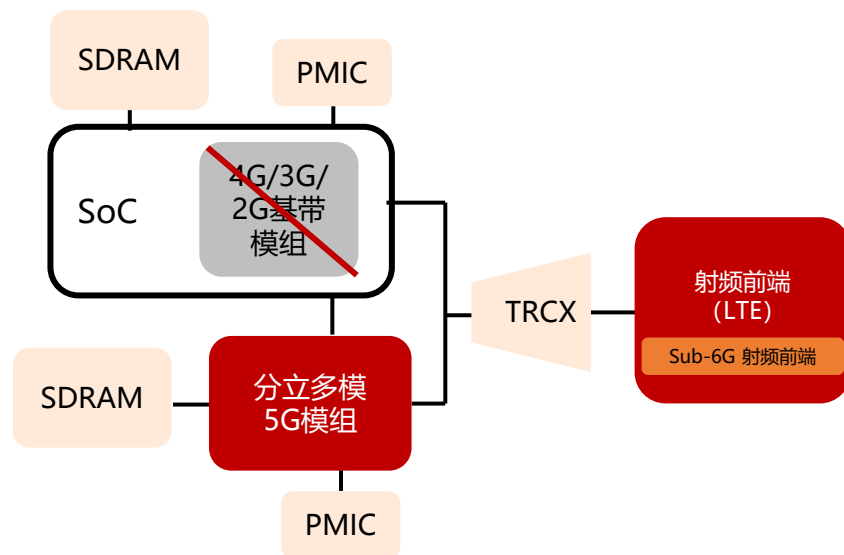 SDRAM
PMIC
SoC
4G/3G/
2G基带
模组
TRCX
射频前端
(LTE)
Sub-6G 射频前端
SDRAM
分立多模
5G模组
PMIC